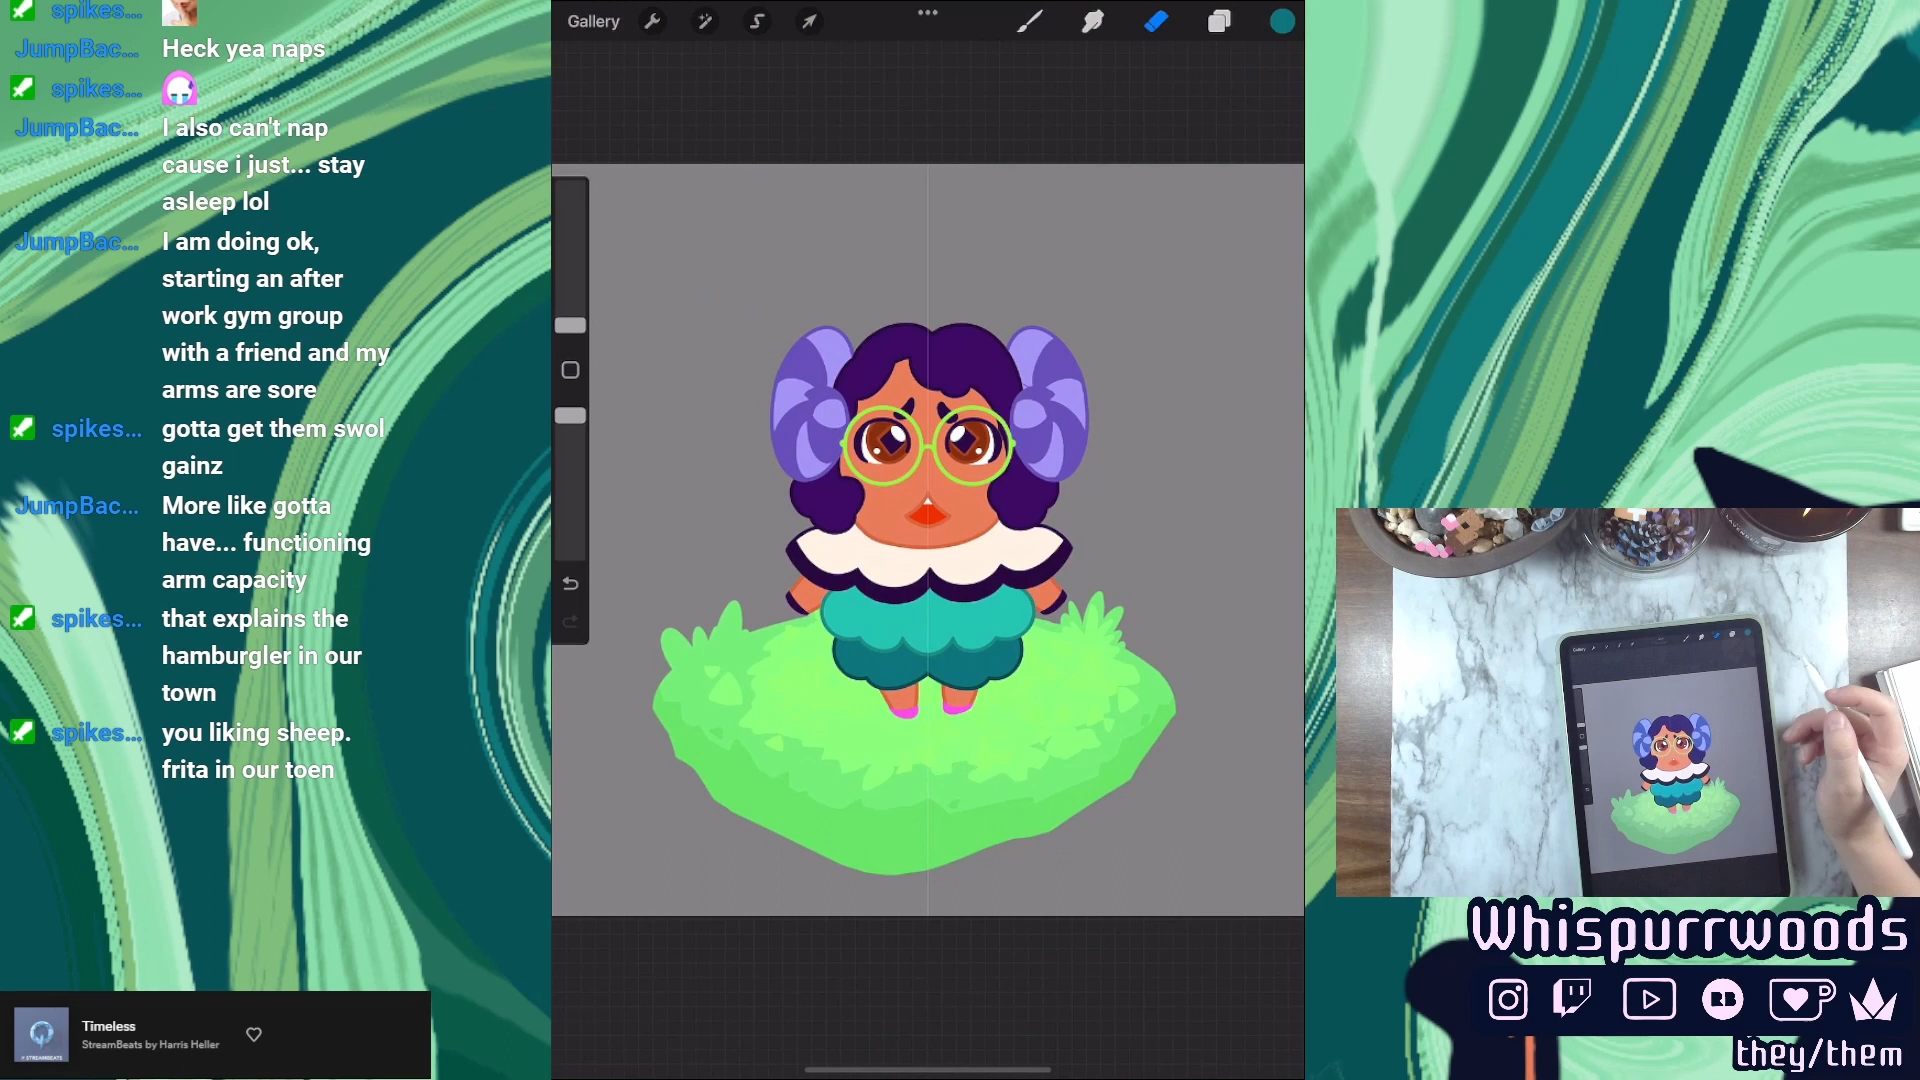 spikes...
JumpBac... Heck yea naps
spikes...
JumpBac... I also can't nap
cause i just... stay
asleep lol
JumpBac... I am doing ok,
starting an after
work gym group
with a friend and my
arms are sore
spikes... gotta get them swol
gainz
JumpBac... More like gotta
have... functioning
arm capacity
spikes... that explains the
hamburgler in our
town
spikes... you liking sheep.
frita in our toen
Timeless
StreamBeats by Harris Heller
STREAMBEATS
Gallery
Gallery
Whispurrwoods
RB
they/them